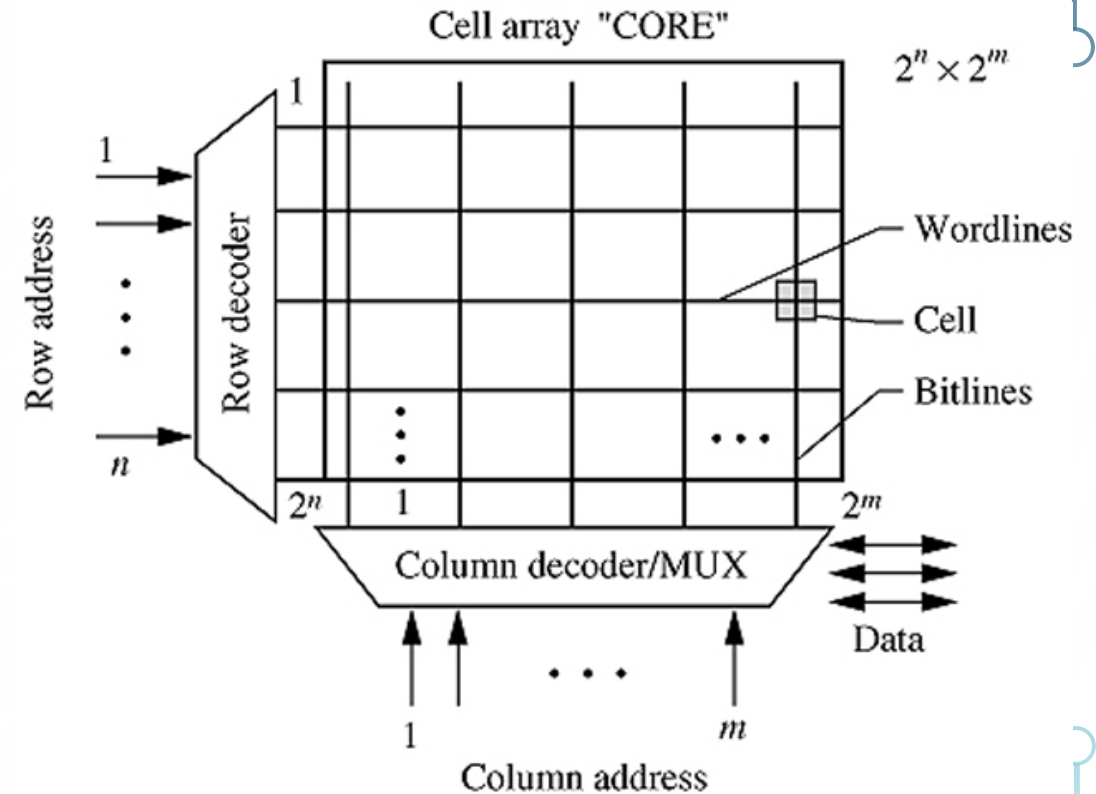 Cell array "CORE"
2ⁿ × 2ᵐ
1
1
Row address
Row decoder
Wordlines
Cell
Bitlines
n
2ⁿ
1
2ᵐ
Column decoder/MUX
Data
1
m
Column address